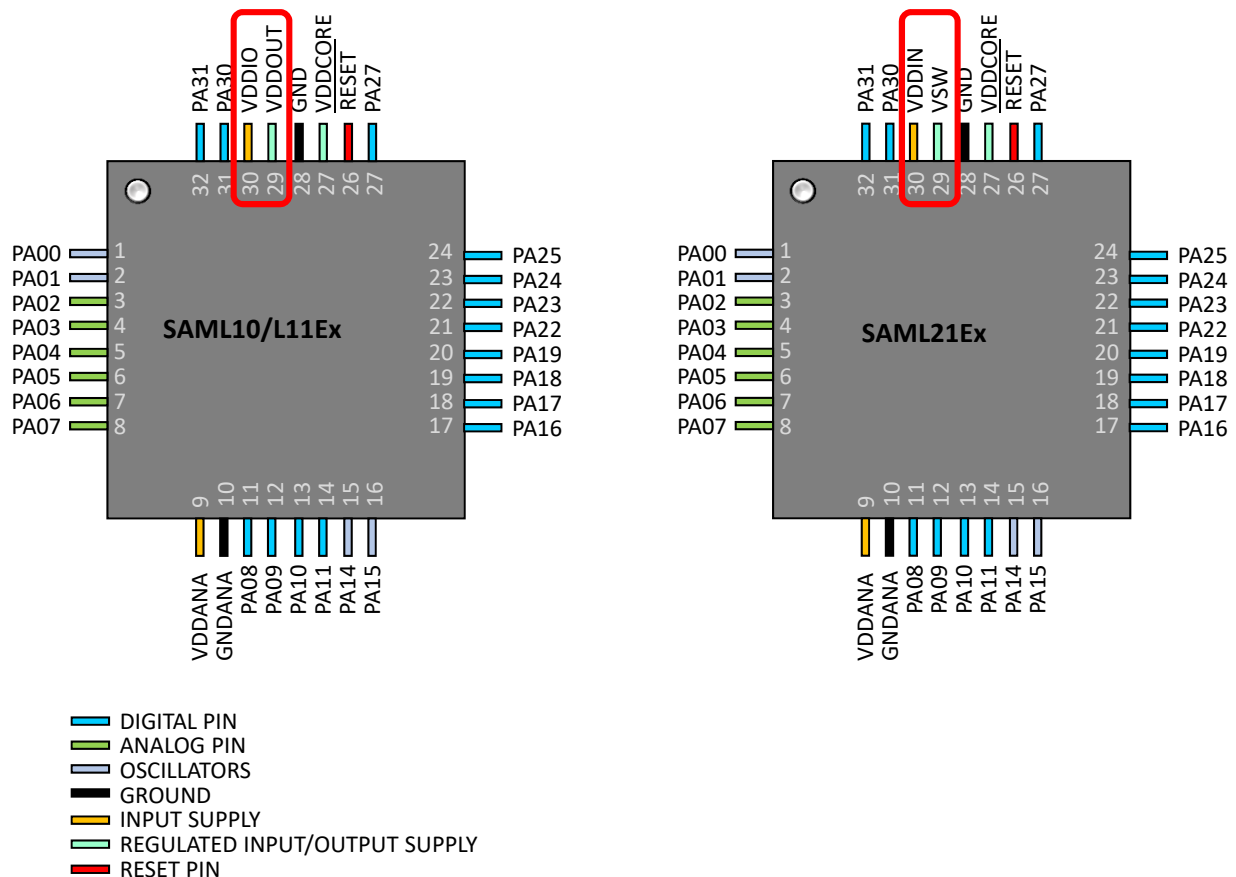 PA31
PA30
VDDIO
VDDOUT
GND
VDDCORE
RESET
PA27
32
31
30
29
28
27
26
27
PA00 1
PA01 2
PA02 3
PA03 4
PA04 5
PA05 6
PA06 7
PA07 8
SAML10/L11Ex
24 PA25
23 PA24
22 PA23
21 PA22
20 PA19
19 PA18
18 PA17
17 PA16
9
10
11
12
13
14
15
16
VDDANA
GNDANA
PA08
PA09
PA10
PA11
PA14
PA15
PA31
PA30
VDDIN
VSW
GND
VDDCORE
RESET
PA27
32
31
30
29
28
27
26
27
PA00 1
PA01 2
PA02 3
PA03 4
PA04 5
PA05 6
PA06 7
PA07 8
SAML21Ex
24 PA25
23 PA24
22 PA23
21 PA22
20 PA19
19 PA18
18 PA17
17 PA16
9
10
11
12
13
14
15
16
VDDANA
GNDANA
PA08
PA09
PA10
PA11
PA14
PA15
DIGITAL PIN
ANALOG PIN
OSCILLATORS
GROUND
INPUT SUPPLY
REGULATED INPUT/OUTPUT SUPPLY
RESET PIN